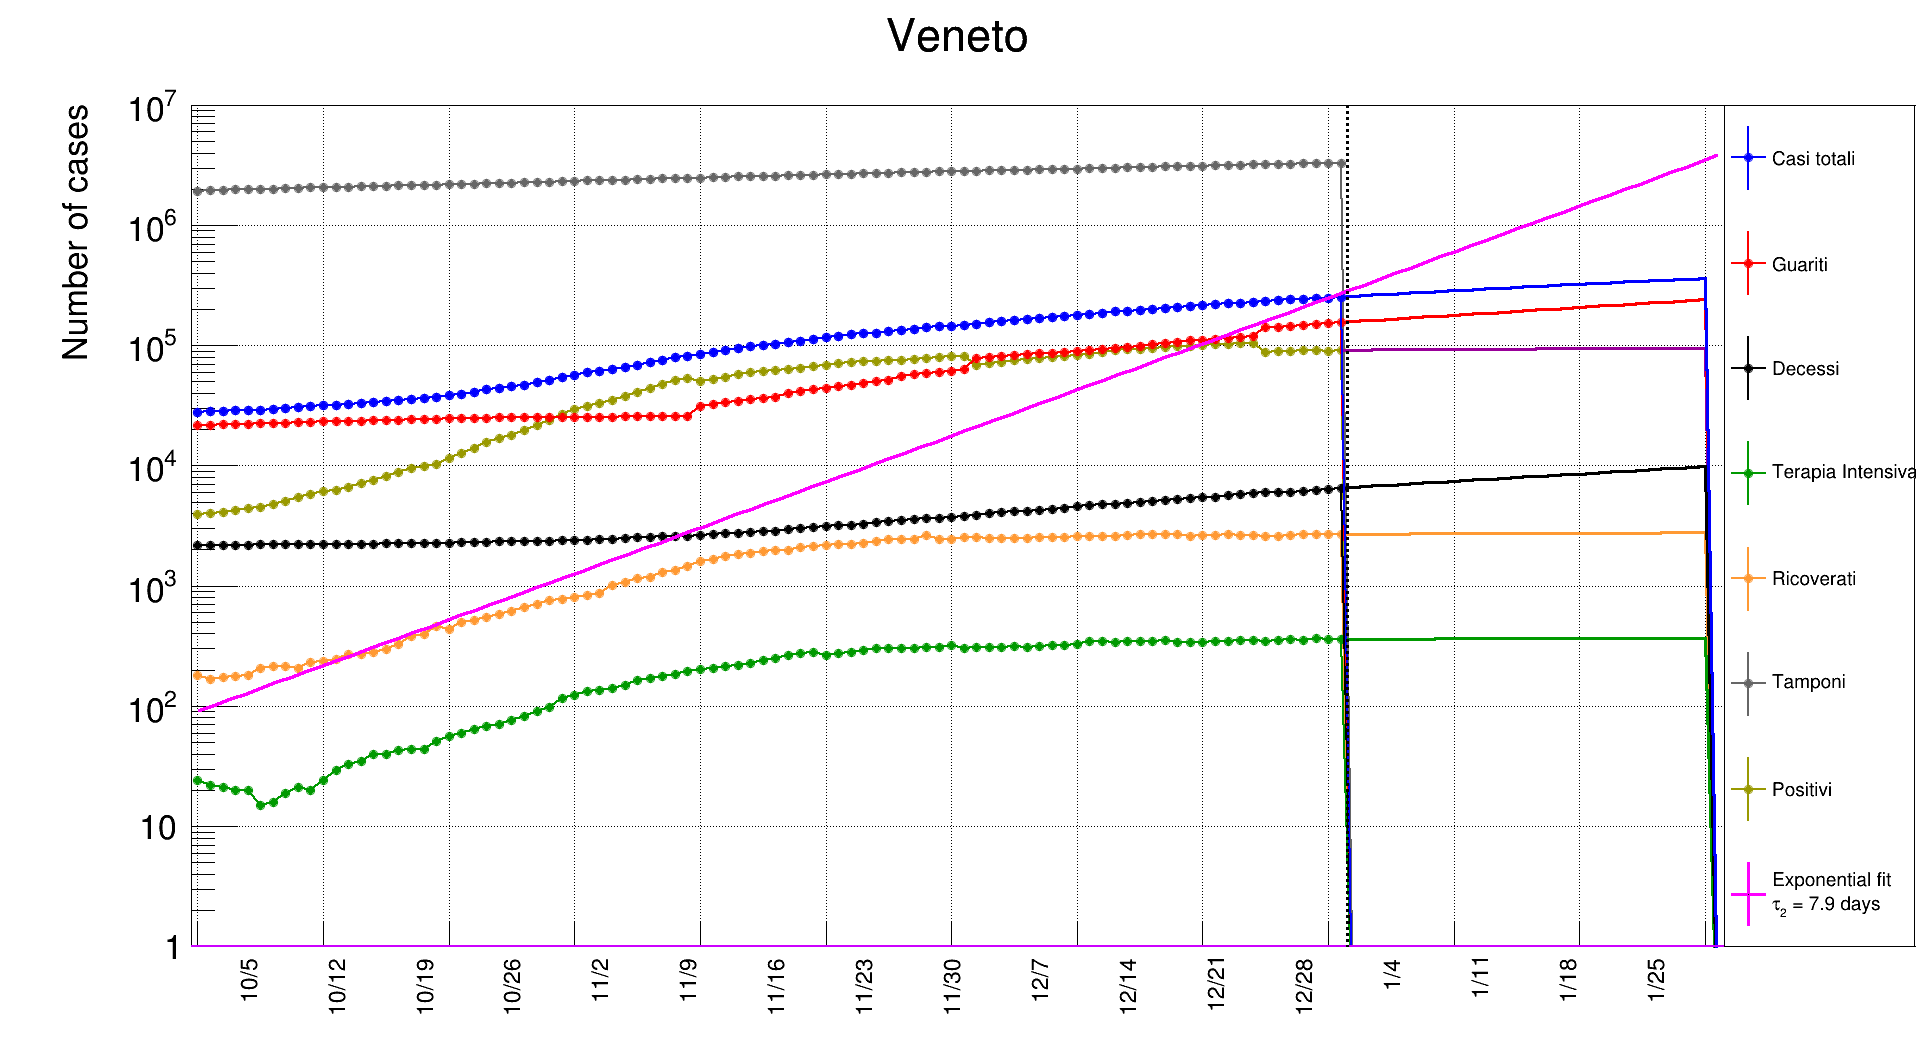 Veneto
Number of cases
10^7
10^6
10^5
10^4
10^3
10^2
10
1
10/5
10/12
10/19
10/26
11/2
11/9
11/16
11/23
11/30
12/7
12/14
12/21
12/28
1/4
1/11
1/18
1/25
Casi totali
Guariti
Decessi
Terapia Intensiva
Ricoverati
Tamponi
Positivi
Exponential fit
τ_2 = 7.9 days